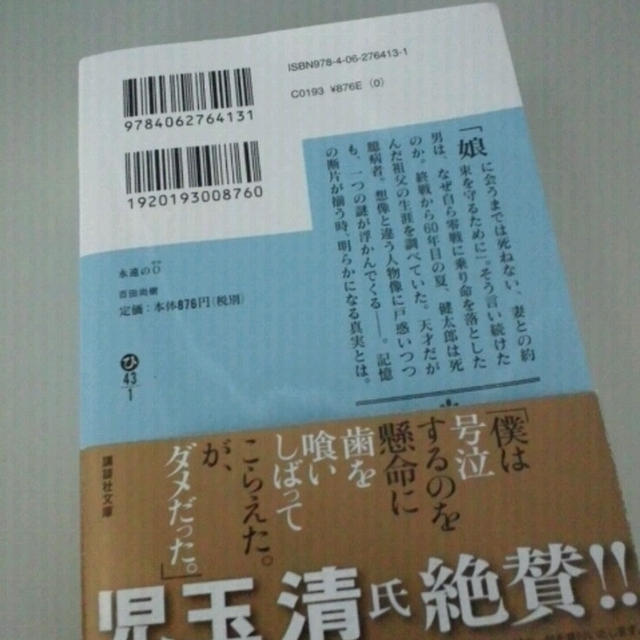 ISBN978-4-06-276413-1
C0193 ¥876E (0)
9784062764131
1920193008760
「娘に会うまでは死ねない、妻との約
束を守るために」。そう言い続けた
男は、なぜ自ら零戦に乗り命を落とした
のか。終戦から60年目の夏、健太郎は死
んだ祖父の生涯を調べていた。天才だが
臆病者。想像と違う人物像に戸惑いつつ
も、一つの謎が浮かんでくる——。記憶
の断片が揃う時、明らかになる真実とは。
永遠の0
百田尚樹
定価：本体876円(税別)
ひ
43
1
「僕は
号泣
するのを
懸命に
歯を
喰い
しばって
こらえた。
が、
ダメだった。」
講談社文庫
児玉清氏絶賛!!